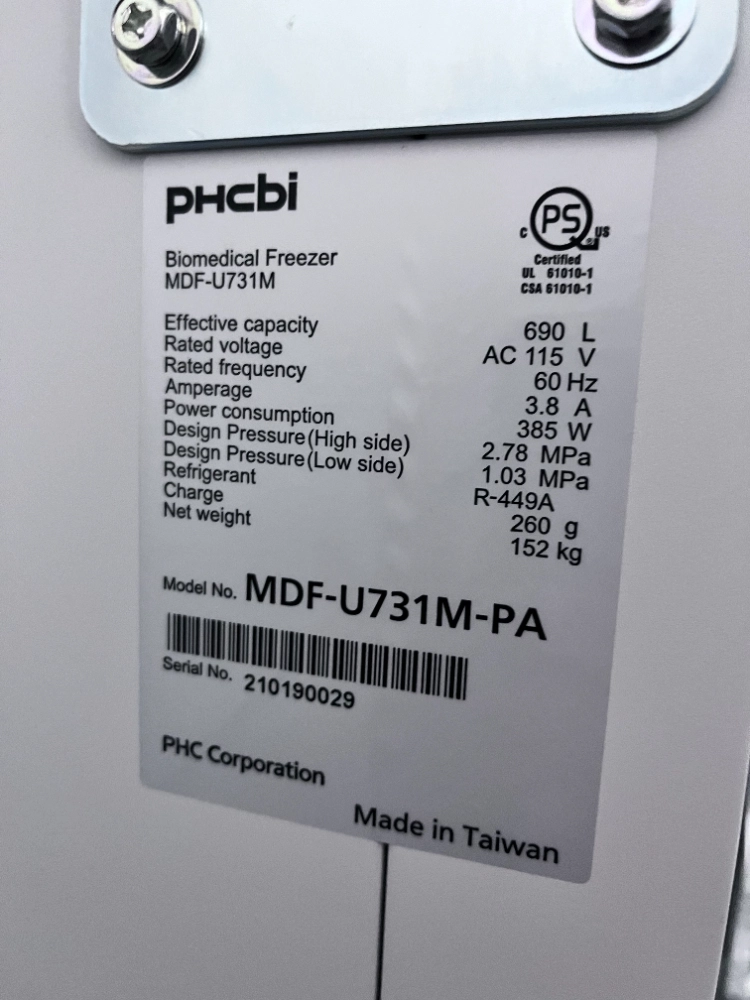 PHCbi
C PS US
Certified
UL 61010-1
CSA 61010-1
Biomedical Freezer
MDF-U731M
Effective capacity 690 L
Rated voltage AC 115 V
Rated frequency 60 Hz
Amperage 3.8 A
Power consumption 385 W
Design Pressure(High side) 2.78 MPa
Design Pressure(Low side) 1.03 MPa
Refrigerant R-449A
Charge 260 g
Net weight 152 kg
Model No. MDF-U731M-PA
Serial No. 210190029
PHC Corporation
Made in Taiwan